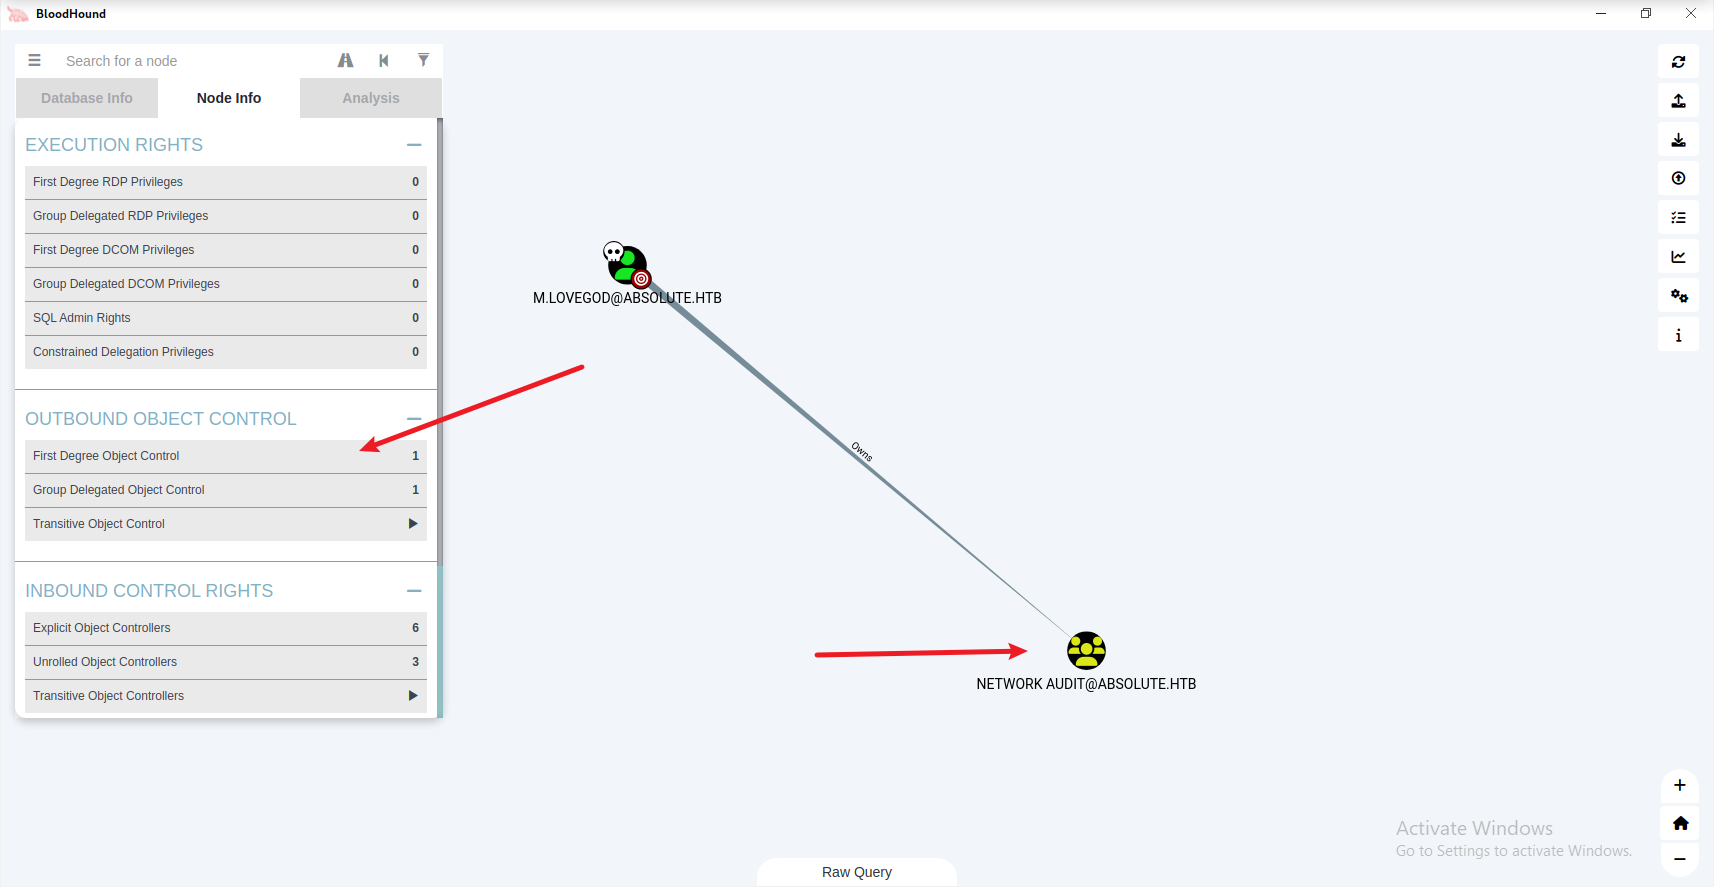 BloodHound
Search for a node
Database Info
Node Info
Analysis
EXECUTION RIGHTS
First Degree RDP Privileges 0
Group Delegated RDP Privileges 0
First Degree DCOM Privileges 0
Group Delegated DCOM Privileges 0
SQL Admin Rights 0
Constrained Delegation Privileges 0
OUTBOUND OBJECT CONTROL
First Degree Object Control 1
Group Delegated Object Control 1
Transitive Object Control
INBOUND CONTROL RIGHTS
Explicit Object Controllers 6
Unrolled Object Controllers 3
Transitive Object Controllers
M.LOVEGOD@ABSOLUTE.HTB
Owns
NETWORK AUDIT@ABSOLUTE.HTB
Activate Windows
Go to Settings to activate Windows.
Raw Query